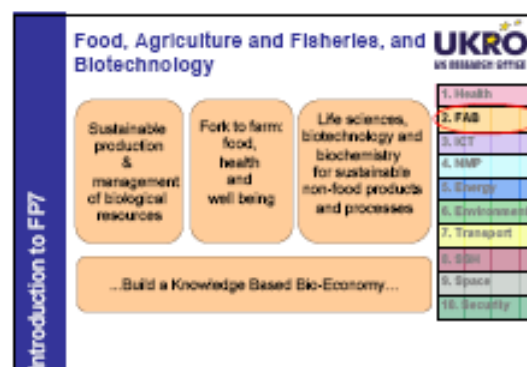 Food, Agriculture and Fisheries, and
Biotechnology
UKRO
UK RESEARCH OFFICE
Sustainable
production
&
management
of biological
resources
Fork to farm:
food,
health
and
well being
Life sciences,
biotechnology and
biochemistry
for sustainable
non-food products
and processes
...Build a Knowledge Based Bio-Economy...
1. Health
2. FAB
3. ICT
4. NMP
5. Energy
6. Environment
7. Transport
8. SSH
9. Space
10. Security
Introduction to FP7